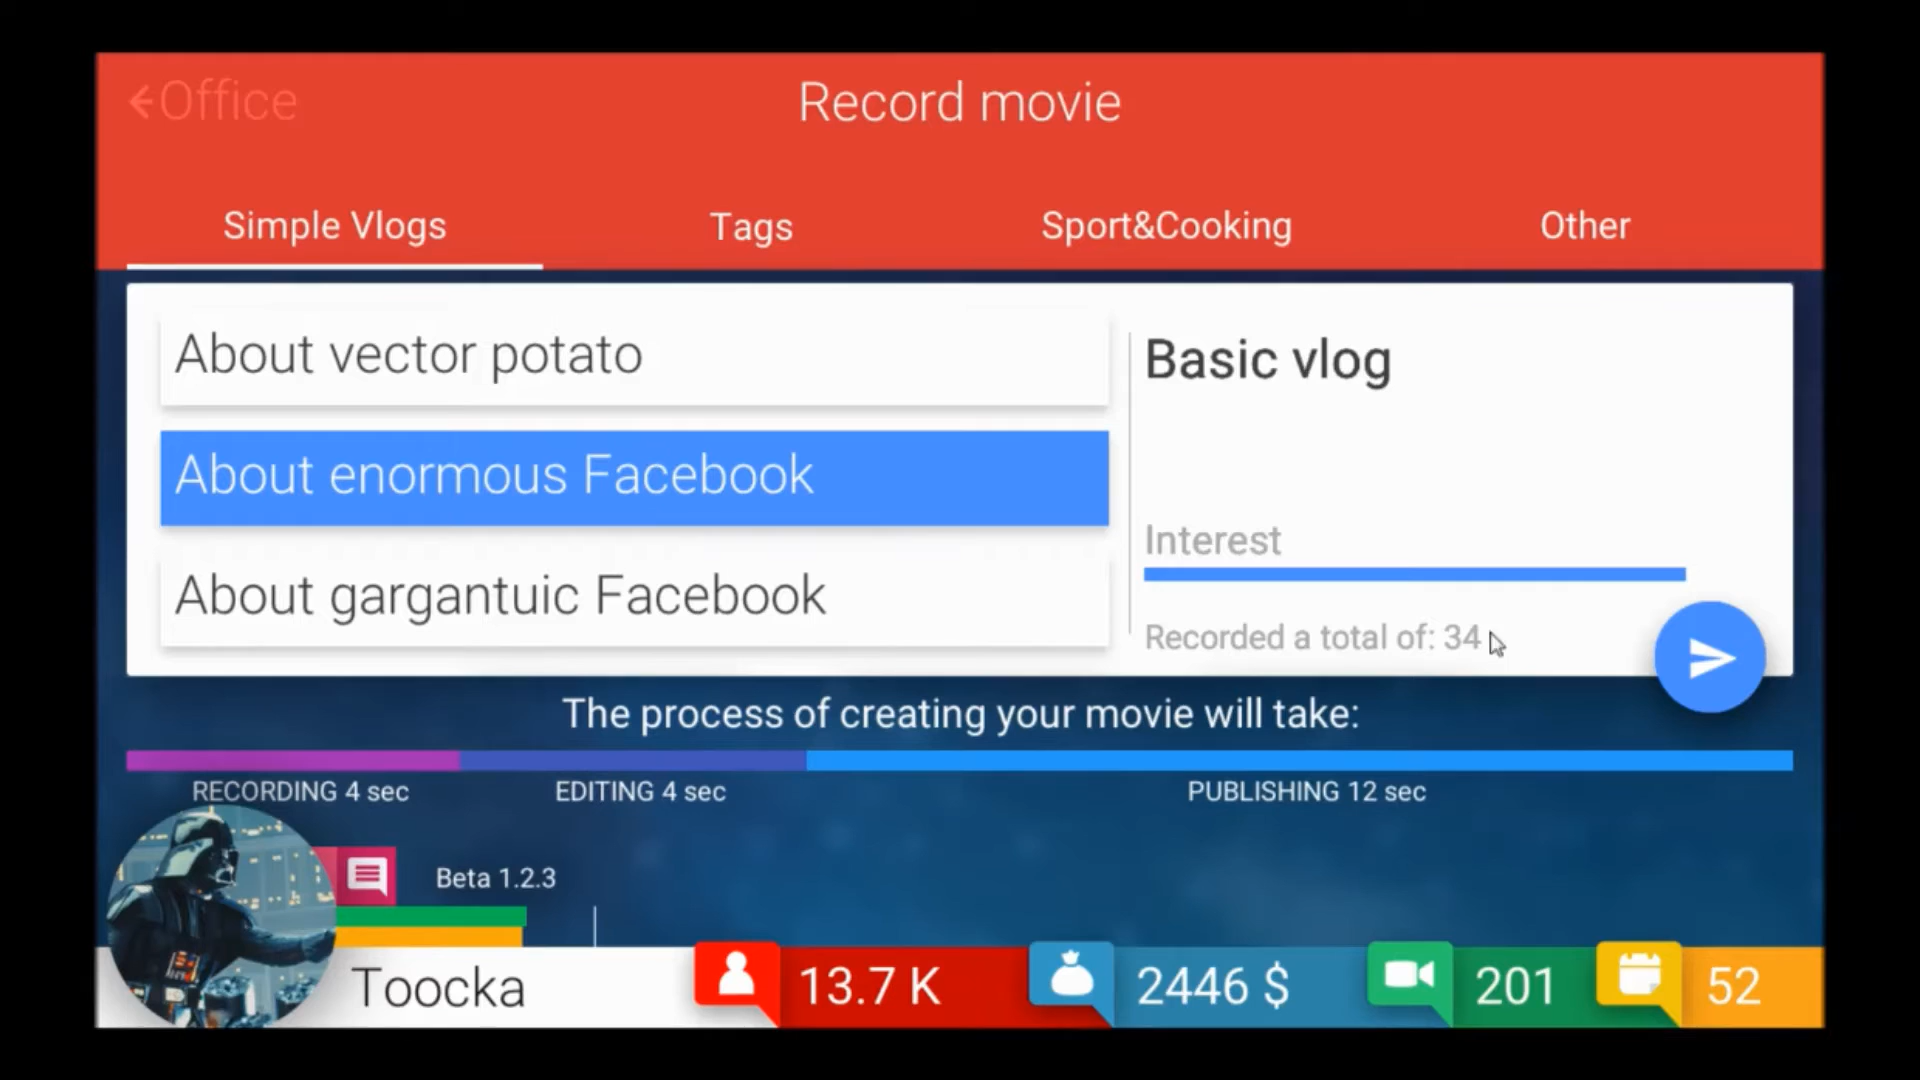 Office
Record movie
Simple Vlogs
Tags
Sport&Cooking
Other
About vector potato
About enormous Facebook
About gargantuic Facebook
Basic vlog
Interest
Recorded a total of: 34
The process of creating your movie will take:
RECORDING 4 sec
EDITING 4 sec
PUBLISHING 12 sec
Beta 1.2.3
Toocka
13.7 K
2446 $
201
52